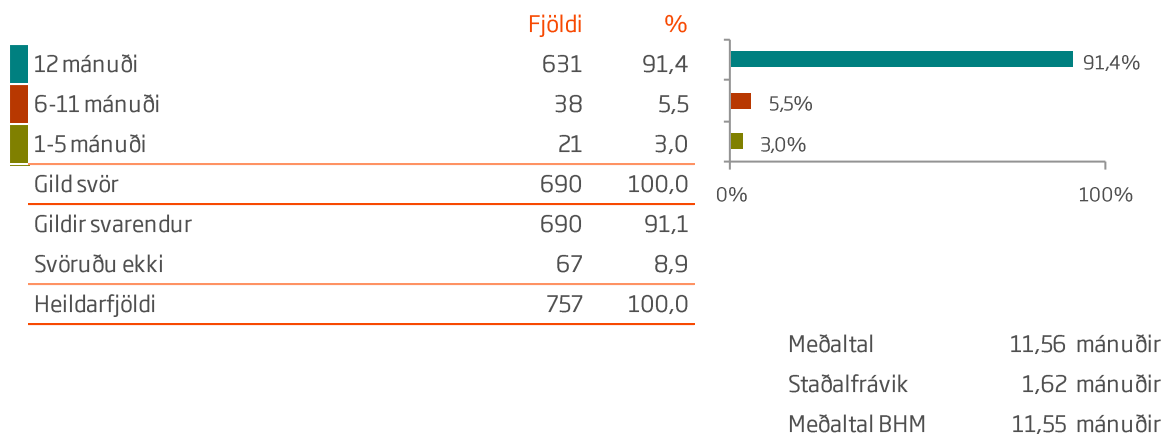 Fjöldi %
12 mánuði 631 91,4
6-11 mánuði 38 5,5
1-5 mánuði 21 3,0
Gild svör 690 100,0
Gildir svarendur 690 91,1
Svöruðu ekki 67 8,9
Heildarfjöldi 757 100,0
91,4%
5,5%
3,0%
0% 100%
Meðaltal 11,56 mánuðir
Staðalfrávik 1,62 mánuðir
Meðaltal BHM 11,55 mánuðir